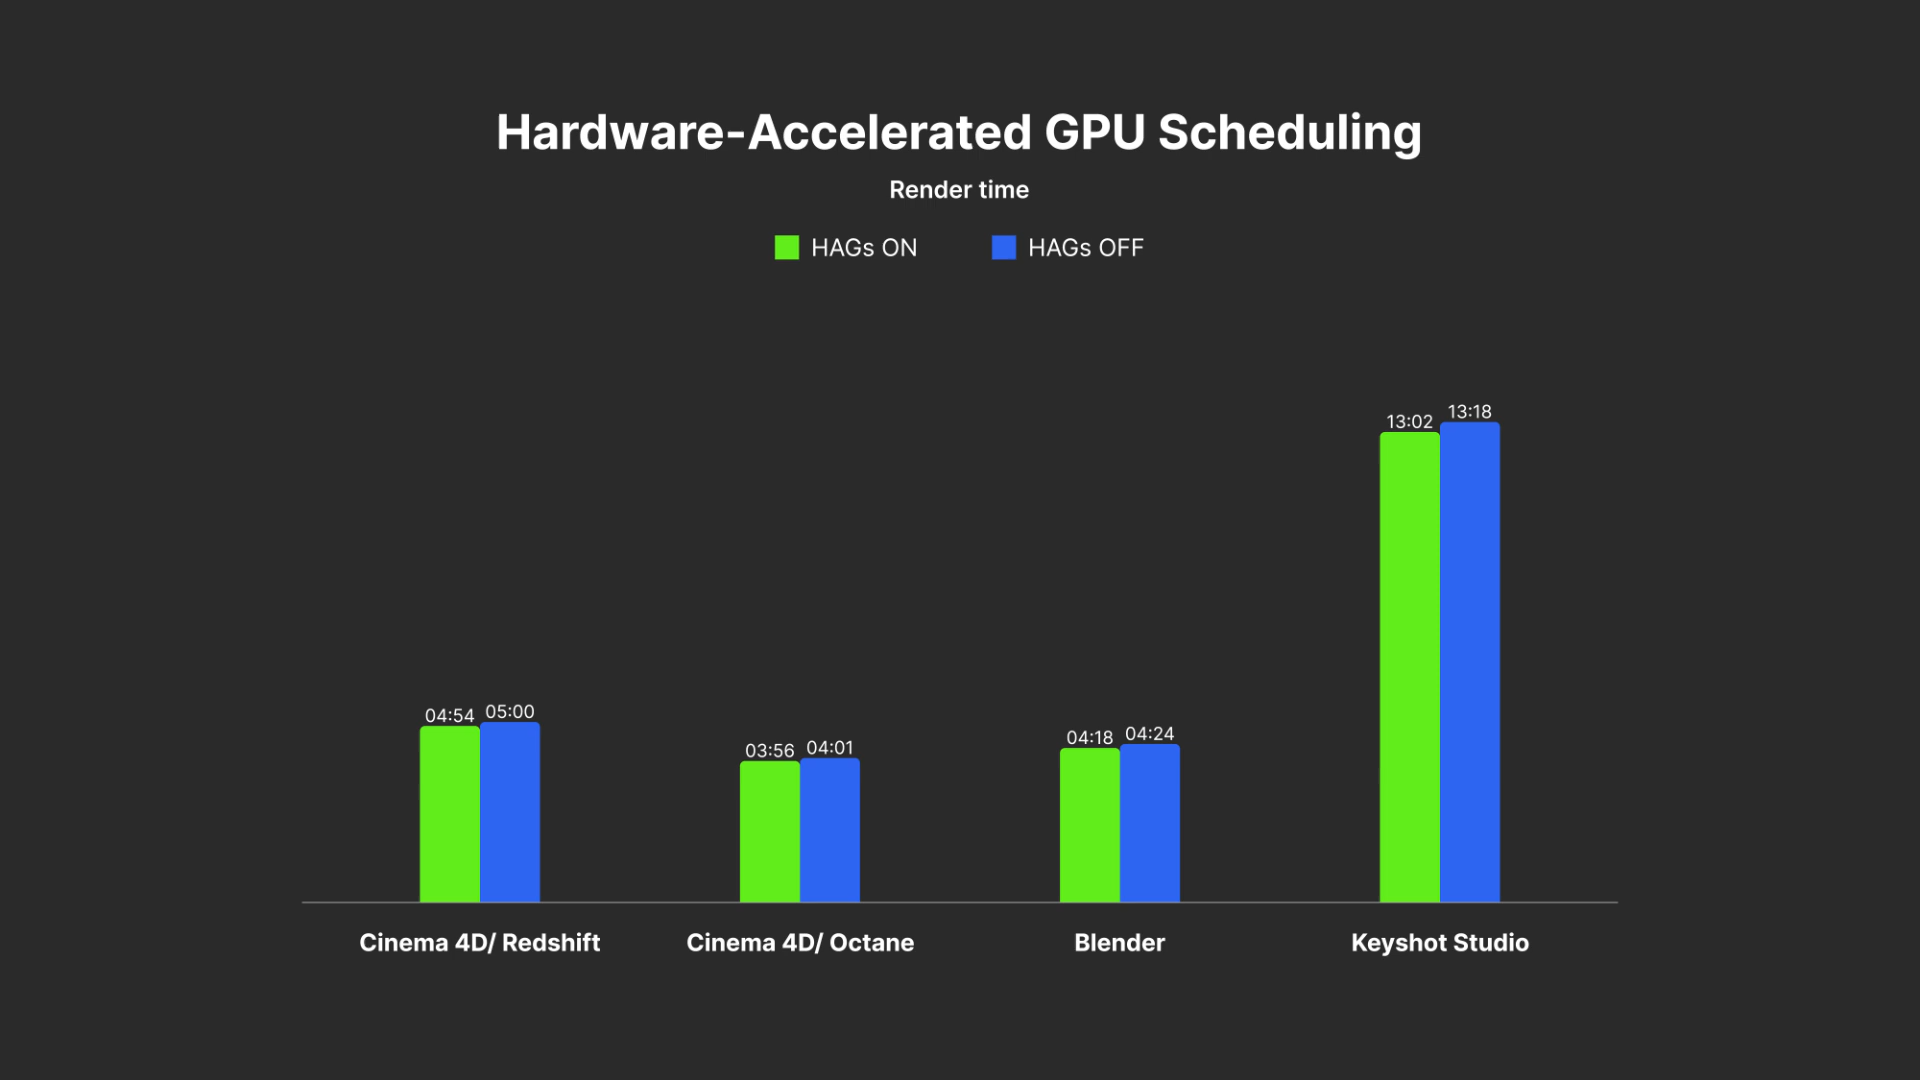 Hardware-Accelerated GPU Scheduling
Render time
HAGs ON
HAGs OFF
04:54
05:00
03:56
04:01
04:18
04:24
13:02
13:18
Cinema 4D/ Redshift
Cinema 4D/ Octane
Blender
Keyshot Studio